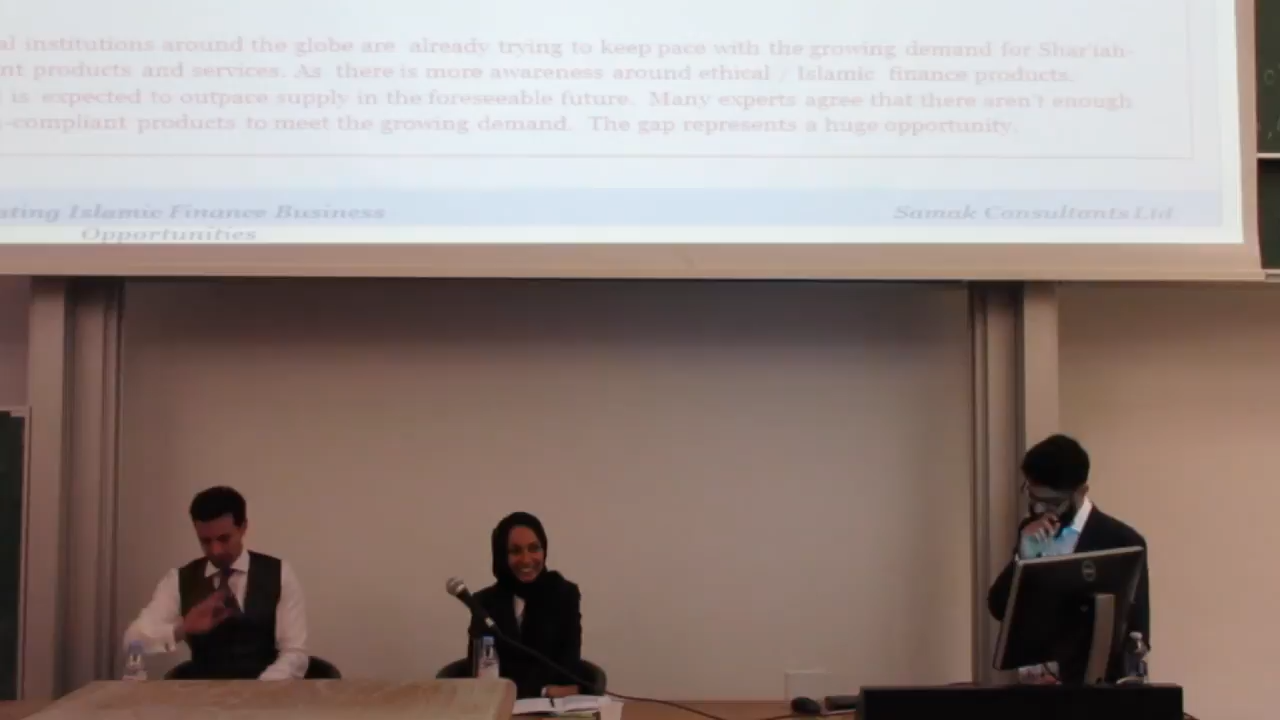 al institutions around the globe are already trying to keep pace with the growing demand for Shar'iah-
nt products and services. As there is more awareness around ethical / Islamic finance products.
is expected to outpace supply in the foreseeable future. Many experts agree that there aren't enough
-compliant products to meet the growing demand. The gap represents a huge opportunity.
ating Islamic Finance Business
Opportunities
Samak Consultants Ltd